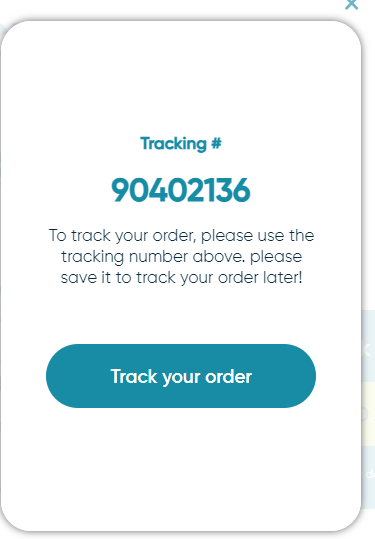 Tracking #
90402136
To track your order, please use the
tracking number above. please
save it to track your order later!
Track your order